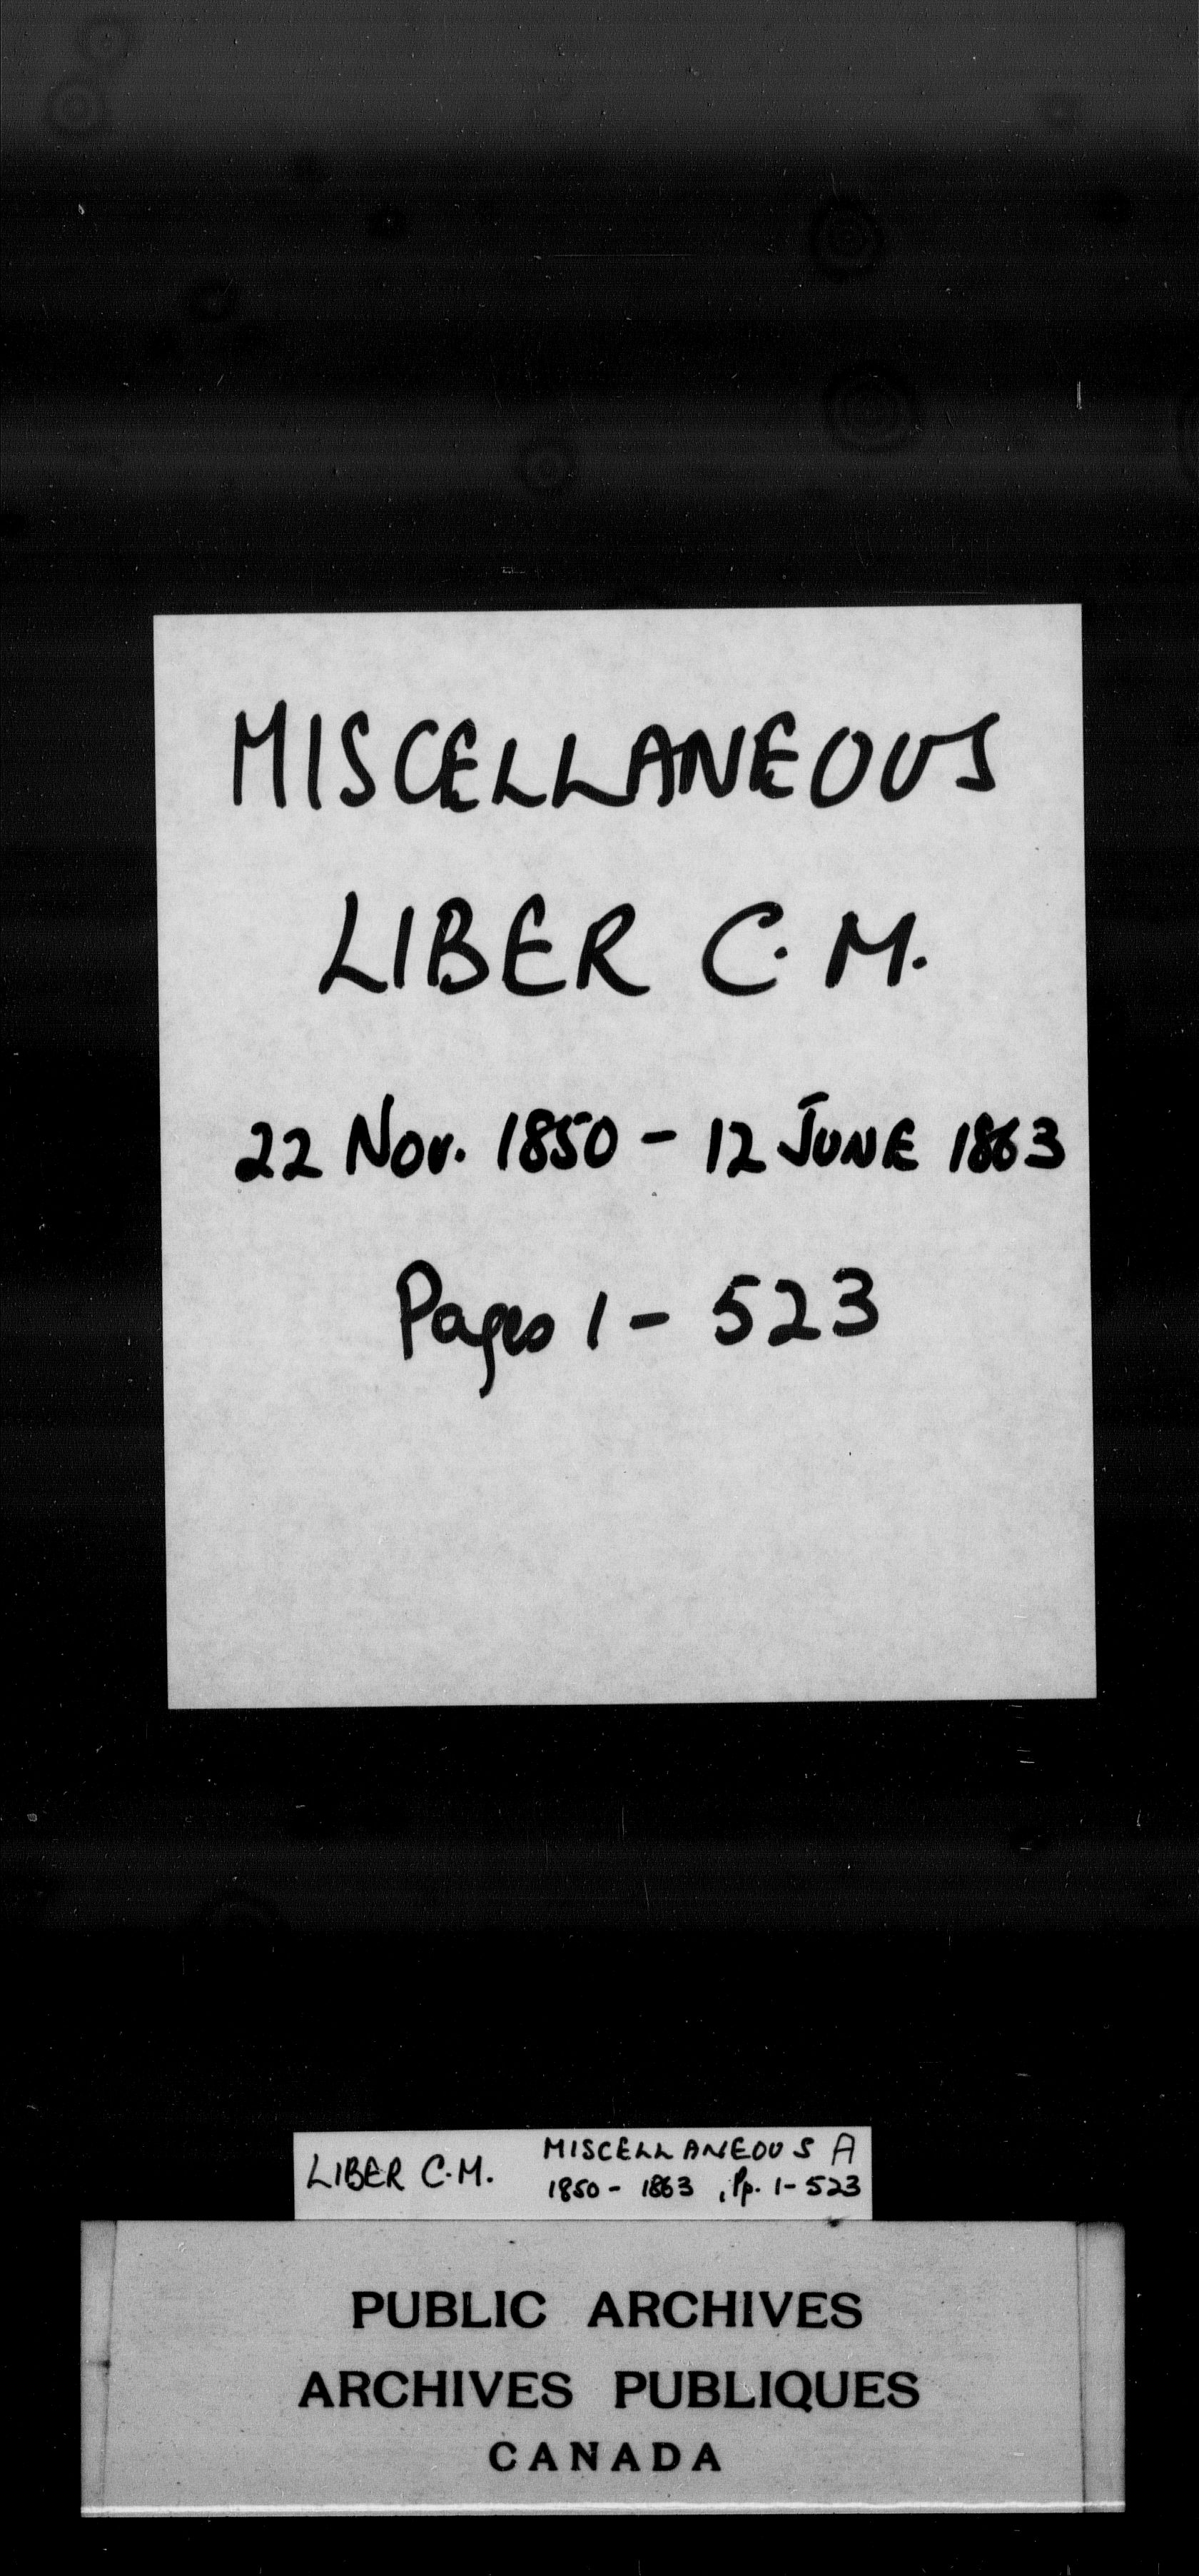 MISCELLANEOUS
LIBER C.M.
22 Nov. 1850 - 12 JUNE 1863
Pages 1 - 523
LIBER C.M.
MISCELLANEOUS A
1850 - 1863, Pp. 1-523
PUBLIC ARCHIVES
ARCHIVES PUBLIQUES
CANADA